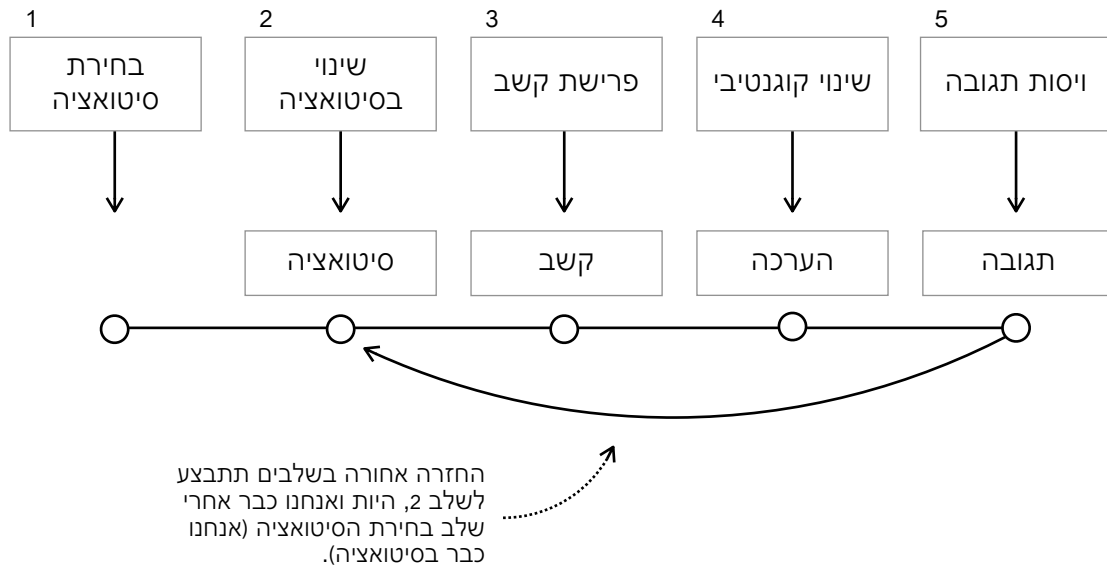 1
2
3
4
5
בחירת
סיטואציה
שינוי
בסיטואציה
פרישת קשב
שינוי קוגנטיבי
ויסות תגובה
סיטואציה
קשב
הערכה
תגובה
החזרה אחורה בשלבים תתבצע
לשלב 2, היות ואנחנו כבר אחרי
שלב בחירת הסיטואציה (אנחנו
כבר בסיטואציה).